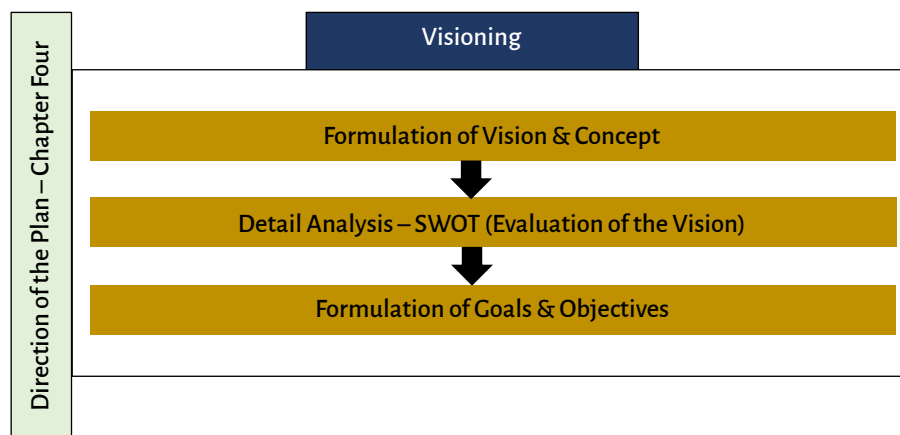 Direction of the Plan – Chapter Four
Visioning
Formulation of Vision & Concept
Detail Analysis – SWOT (Evaluation of the Vision)
Formulation of Goals & Objectives